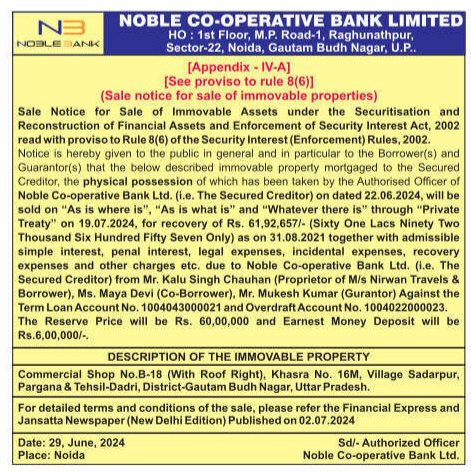 NB
NOBLE BANK
NOBLE CO-OPERATIVE BANK LIMITED
HO : 1st Floor, M.P. Road-1, Raghunathpur,
Sector-22, Noida, Gautam Budh Nagar, U.P..
[Appendix - IV-A]
[See proviso to rule 8(6)]
(Sale notice for sale of immovable properties)
Sale Notice for Sale of Immovable Assets under the Securitisation and
Reconstruction of Financial Assets and Enforcement of Security Interest Act, 2002
read with proviso to Rule 8(6) of the Security Interest (Enforcement) Rules, 2002.
Notice is hereby given to the public in general and in particular to the Borrower(s) and
Guarantor(s) that the below described immovable property mortgaged to the Secured
Creditor, the physical possession of which has been taken by the Authorised Officer of
Noble Co-operative Bank Ltd. (i.e. The Secured Creditor) on dated 22.06.2024, will be
sold on “As is where is”, “As is what is” and “Whatever there is” through “Private
Treaty” on 19.07.2024, for recovery of Rs. 61,92,657/- (Sixty One Lacs Ninety Two
Thousand Six Hundred Fifty Seven Only) as on 31.08.2021 together with admissible
simple interest, penal interest, legal expenses, incidental expenses, recovery
expenses and other charges etc. due to Noble Co-operative Bank Ltd. (i.e. The
Secured Creditor) from Mr. Kalu Singh Chauhan (Proprietor of M/s Nirwan Travels &
Borrower), Ms. Maya Devi (Co-Borrower), Mr. Mukesh Kumar (Gurantor) Against the
Term Loan Account No. 1004043000021 and Overdraft Account No. 1004022000023.
The Reserve Price will be Rs. 60,00,000 and Earnest Money Deposit will be
Rs.6,00,000/-.
DESCRIPTION OF THE IMMOVABLE PROPERTY
Commercial Shop No.B-18 (With Roof Right), Khasra No. 16M, Village Sadarpur,
Pargana & Tehsil-Dadri, District-Gautam Budh Nagar, Uttar Pradesh.
For detailed terms and conditions of the sale, please refer the Financial Express and
Jansatta Newspaper (New Delhi Edition) Published on 02.07.2024
Date: 29, June, 2024 Sd/- Authorized Officer
Place: Noida Noble Co-operative Bank Ltd.